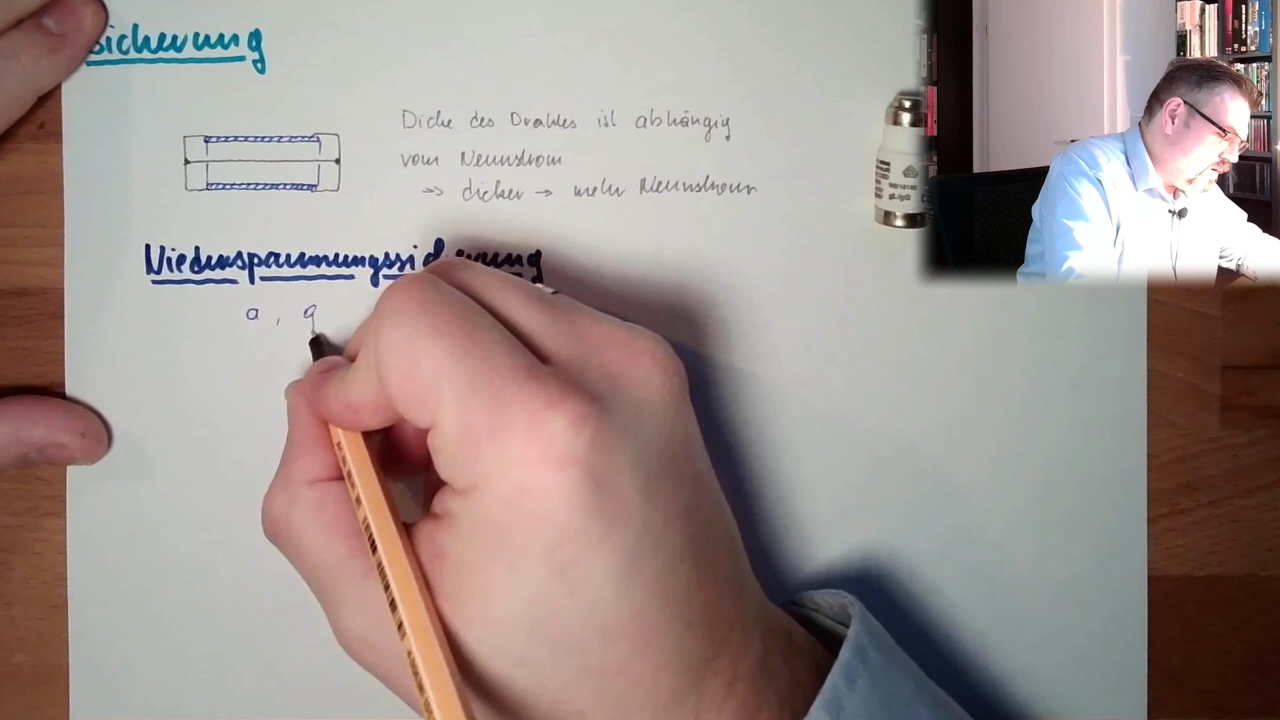 sicherung
Dicke des Drahtes ist abhängig
vom Nennstrom
=> dicker → mehr Nennstrom
Niederspannungssicherung
a, g